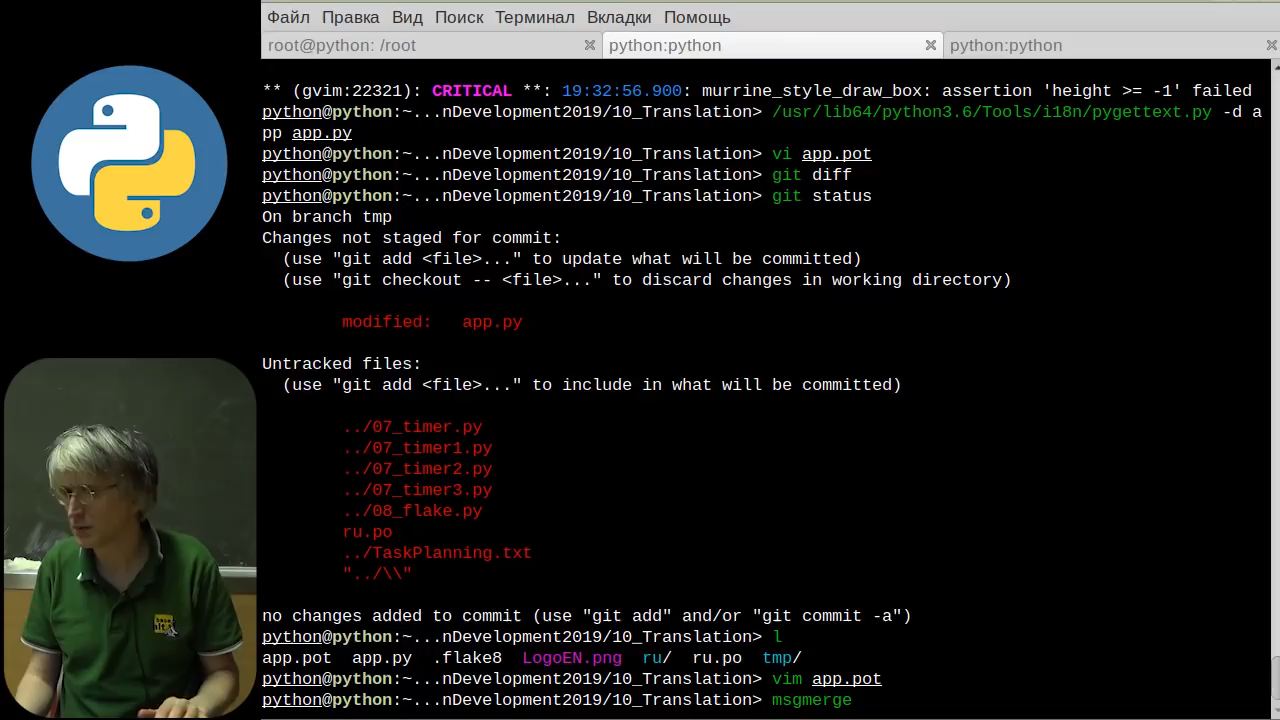 Файл Правка Вид Поиск Терминал Вкладки Помощь
root@python: /root
python:python
python:python
** (gvim:22321): CRITICAL **: 19:32:56.900: murrine_style_draw_box: assertion 'height >= -1' failed
python@python:~...nDevelopment2019/10_Translation> /usr/lib64/python3.6/Tools/i18n/pygettext.py -d a
pp app.py
python@python:~...nDevelopment2019/10_Translation> vi app.pot
python@python:~...nDevelopment2019/10_Translation> git diff
python@python:~...nDevelopment2019/10_Translation> git status
On branch tmp
Changes not staged for commit:
  (use "git add <file>..." to update what will be committed)
  (use "git checkout -- <file>..." to discard changes in working directory)
        modified:   app.py
Untracked files:
  (use "git add <file>..." to include in what will be committed)
        ../07_timer.py
        ../07_timer1.py
        ../07_timer2.py
        ../07_timer3.py
        ../08_flake.py
        ru.po
        ../TaskPlanning.txt
        "../\\"
no changes added to commit (use "git add" and/or "git commit -a")
python@python:~...nDevelopment2019/10_Translation> l
app.pot  app.py  .flake8  LogoEN.png  ru/  ru.po  tmp/
python@python:~...nDevelopment2019/10_Translation> vim app.pot
python@python:~...nDevelopment2019/10_Translation> msgmerge
base
alt